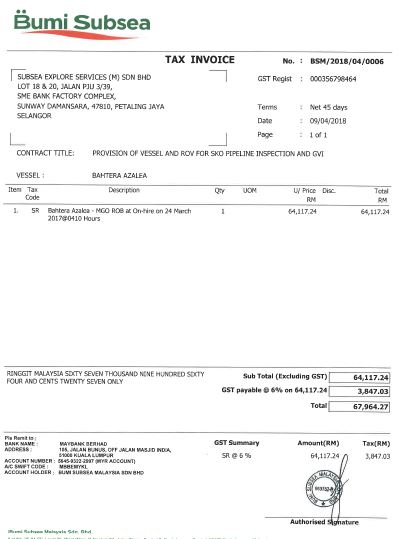 Bumi Subsea
TAX INVOICE
No. : BSM/2018/04/0006
SUBSEA EXPLORE SERVICES (M) SDN BHD
LOT 18 & 20, JALAN PJU 3/39,
SME BANK FACTORY COMPLEX,
SUNWAY DAMANSARA, 47810, PETALING JAYA
SELANGOR
GST Regist : 000356798464
Terms : Net 45 days
Date : 09/04/2018
Page : 1 of 1
CONTRACT TITLE: PROVISION OF VESSEL AND ROV FOR SKO PIPELINE INSPECTION AND GVI
VESSEL : BAHTERA AZALEA
Item Tax Code Description Qty UOM U/ Price RM Disc. Total RM
1. SR Bahtera Azalea - MGO ROB at On-hire on 24 March 1 64,117.24 64,117.24
2017@0410 Hours
RINGGIT MALAYSIA SIXTY SEVEN THOUSAND NINE HUNDRED SIXTY
FOUR AND CENTS TWENTY SEVEN ONLY
Sub Total (Excluding GST) 64,117.24
GST payable @ 6% on 64,117.24 3,847.03
Total 67,964.27
Pls Remit to :
BANK NAME : MAYBANK BERHAD
ADDRESS : 105, JALAN BUNUS, OFF JALAN MASJID INDIA,
51000 KUALA LUMPUR
ACCOUNT NUMBER : 5645-9322-2997 (MYR ACCOUNT)
A/C SWIFT CODE : MBBEMYKL
ACCOUNT HOLDER : BUMI SUBSEA MALAYSIA SDN BHD
GST Summary Amount(RM) Tax(RM)
SR @ 6% 64,117.24 3,847.03
Authorised Signature
Bumi Subsea Malaysia Sdn. Bhd.